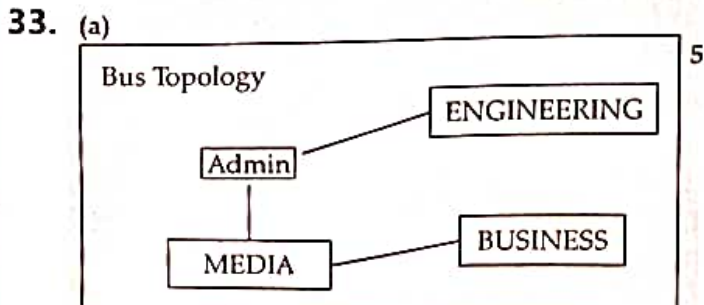 33. (a)
5
Bus Topology
ENGINEERING
Admin
BUSINESS
MEDIA